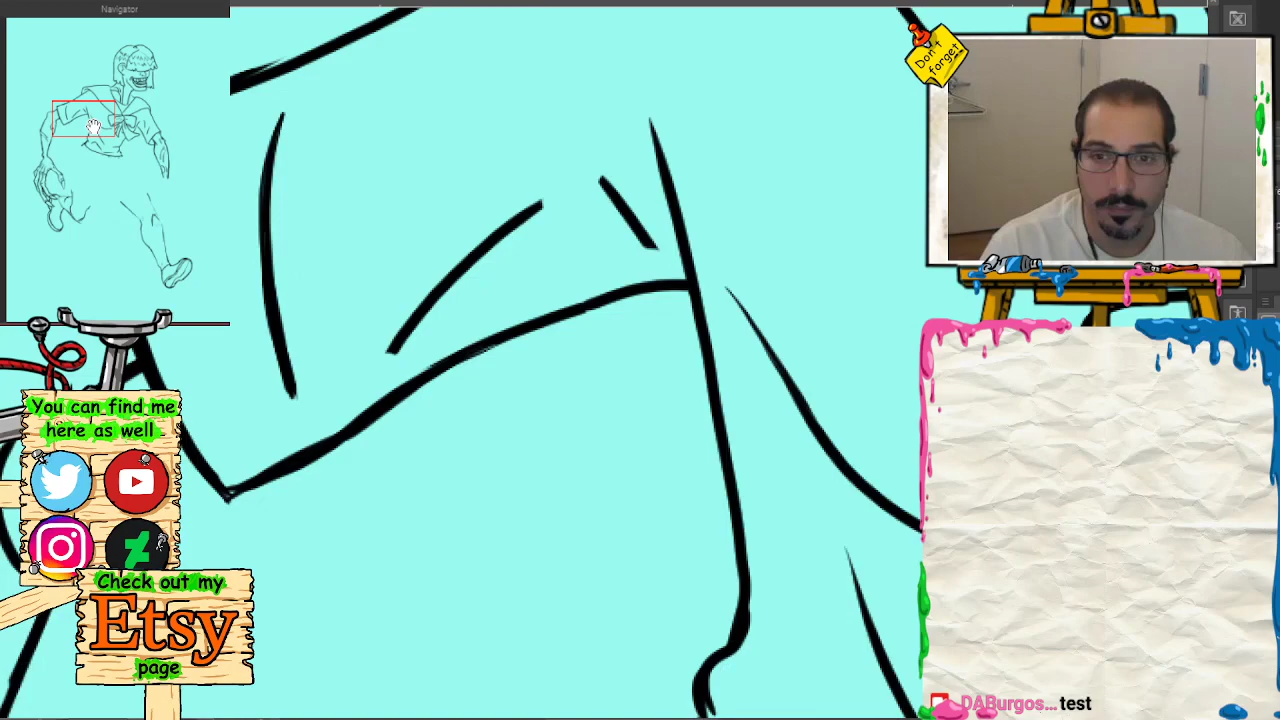 Navigator
Don't
forget
You can find me
here as well
Check out my
Etsy
page
DABurgos... test